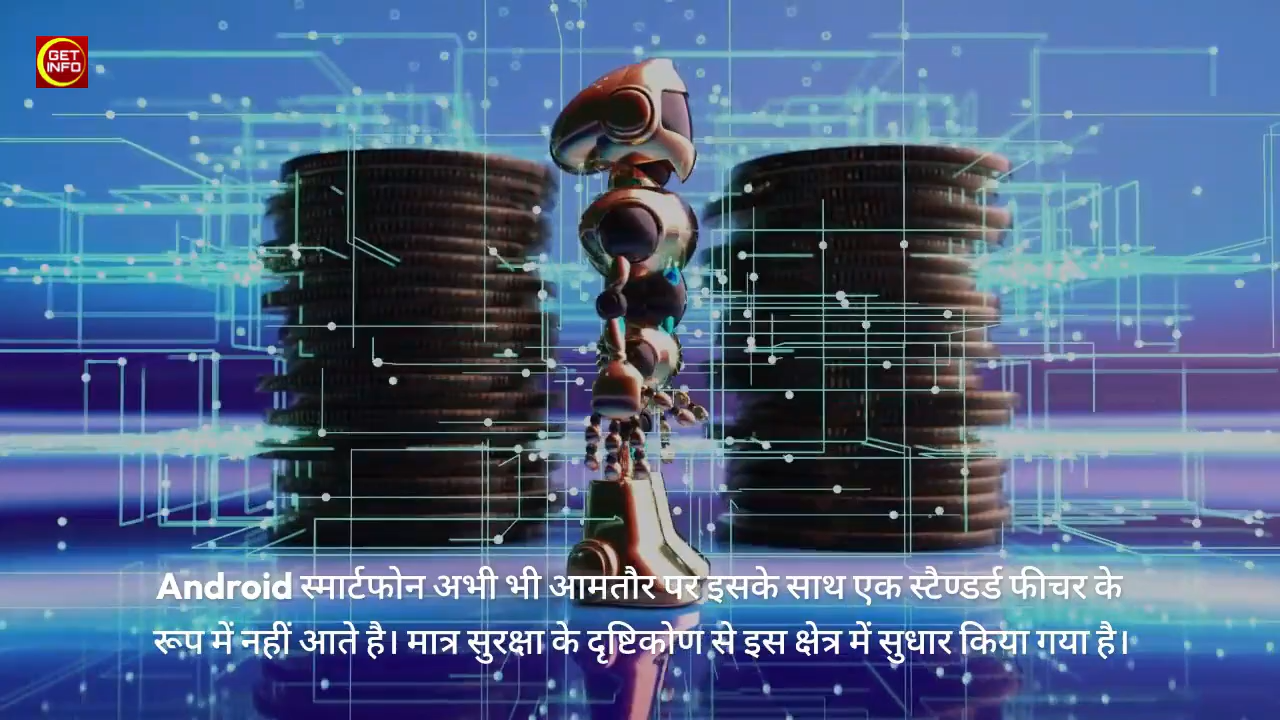 GET
INFO
Android स्मार्टफोन अभी भी आमतौर पर इसके साथ एक स्टैण्डर्ड फीचर के
रूप में नहीं आते है। मात्र सुरक्षा के दृष्टिकोण से इस क्षेत्र में सुधार किया गया है।